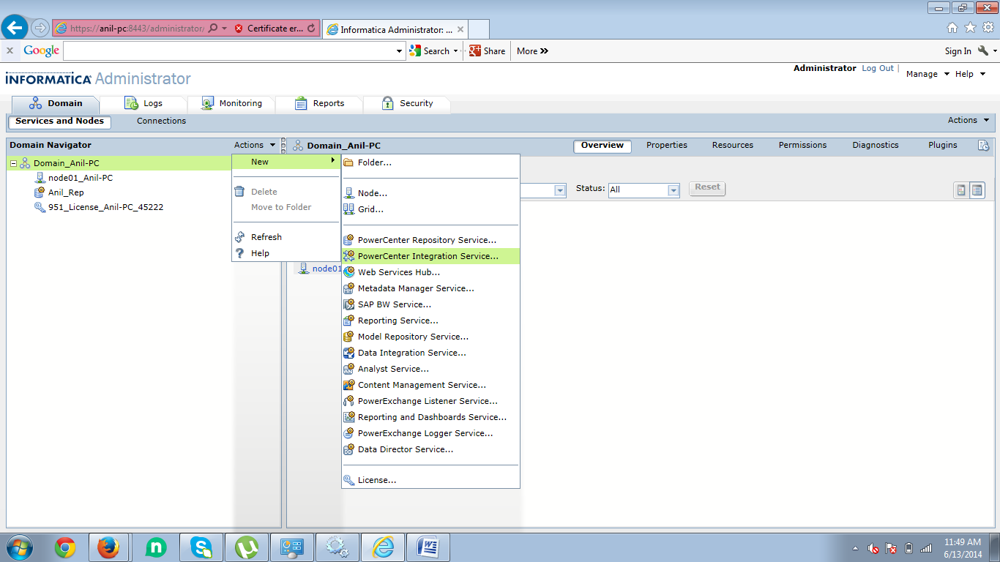 https://anil-pc:8443/administrator/ Certificate er... Informatica Administrator: ...
x Google Search Share More Sign In
Administrator Log Out | Manage Help
INFORMATICA Administrator
Domain Logs Monitoring Reports Security
Services and Nodes Connections Actions
Domain Navigator Actions Domain_Anil-PC Overview Properties Resources Permissions Diagnostics Plugins
Domain_Anil-PC
node01_Anil-PC
Anil_Rep
951_License_Anil-PC_45222
New
Delete
Move to Folder
Refresh
Help
Folder...
Node...
Grid...
PowerCenter Repository Service...
PowerCenter Integration Service...
Web Services Hub...
Metadata Manager Service...
SAP BW Service...
Reporting Service...
Model Repository Service...
Data Integration Service...
Analyst Service...
Content Management Service...
PowerExchange Listener Service...
Reporting and Dashboards Service...
PowerExchange Logger Service...
Data Director Service...
License...
Status: All Reset
node01
11:49 AM
6/13/2014